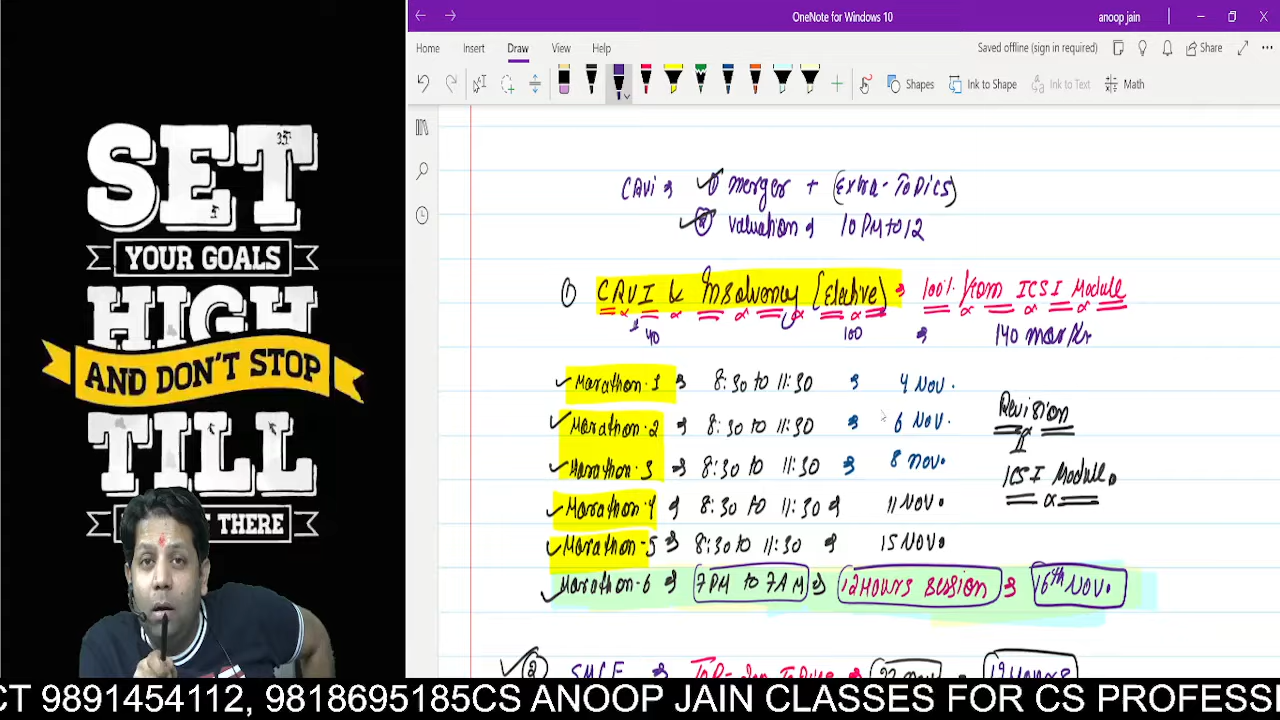 OneNote for Windows 10
anoop jain
Home Insert Draw View Help
Saved offline (sign in required) Share
Shapes Ink to Shape Ink to Text Math
SET
YOUR GOALS
HIGH
AND DON'T STOP
TILL
THERE
CAVI ① merger + (Extra-Topics)
② valuation 10 PM to 12
① CAVI & Insolvency [Elective] 100% from ICSI Module
40 100 140 marks
Marathon-1 8:30 to 11:30 4 Nov.
Marathon-2 8:30 to 11:30 6 Nov.
Marathon-3 8:30 to 11:30 8 Nov.
Marathon-4 8:30 to 11:30 11 Nov.
Marathon-5 8:30 to 11:30 15 Nov.
Marathon-6 7PM to 7AM 12 HOURS SESSION 16th Nov.
Revision
ICSI Module.
②
CT 9891454112, 9818695185CS ANOOP JAIN CLASSES FOR CS PROFESSI